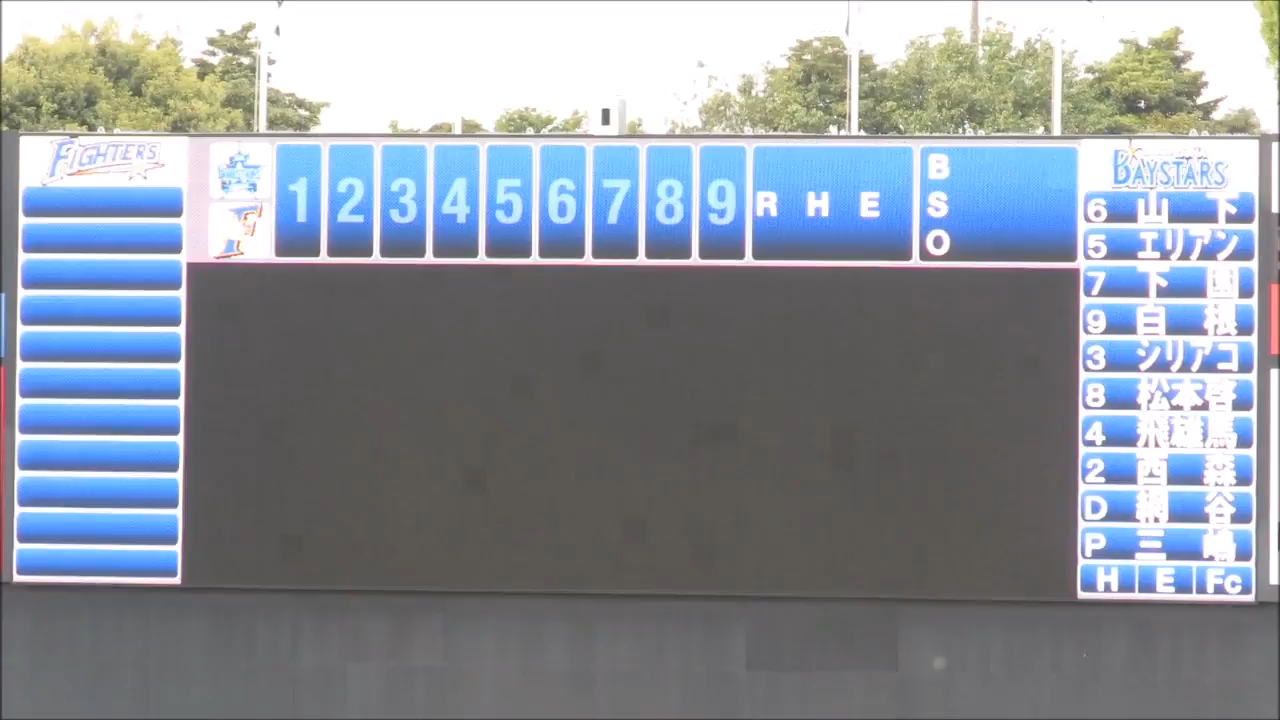 FIGHTERS
1 2 3 4 5 6 7 8 9 R H E
B
S
O
BAYSTARS
6 山下
5 エリアン
7 下園
9 白根
3 シリアコ
8 松本啓
4 飛雄馬
2 西森
D 網谷
P 三嶋
H E Fc